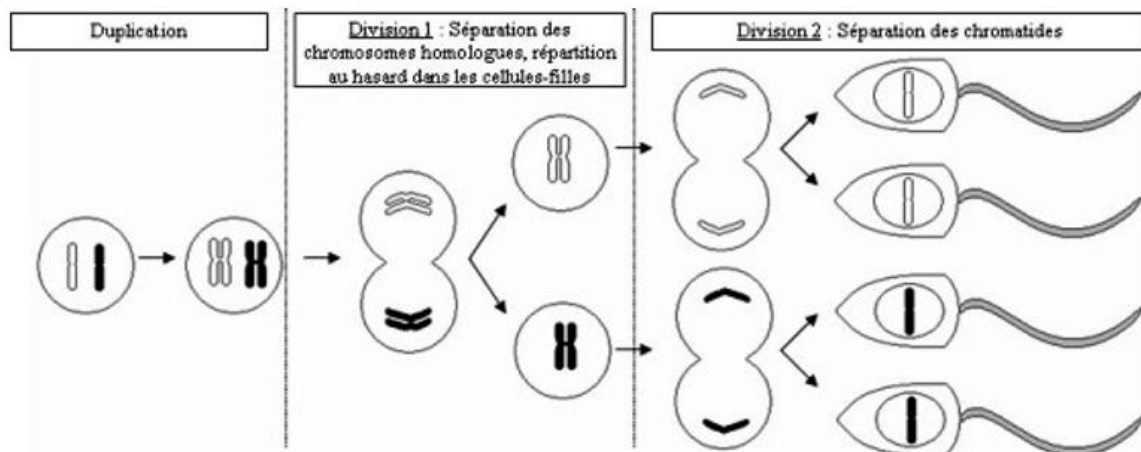 Duplication
Division 1 : Séparation des
chromosomes homologues, répartition
au hasard dans les cellules-filles
Division 2 : Séparation des chromatides